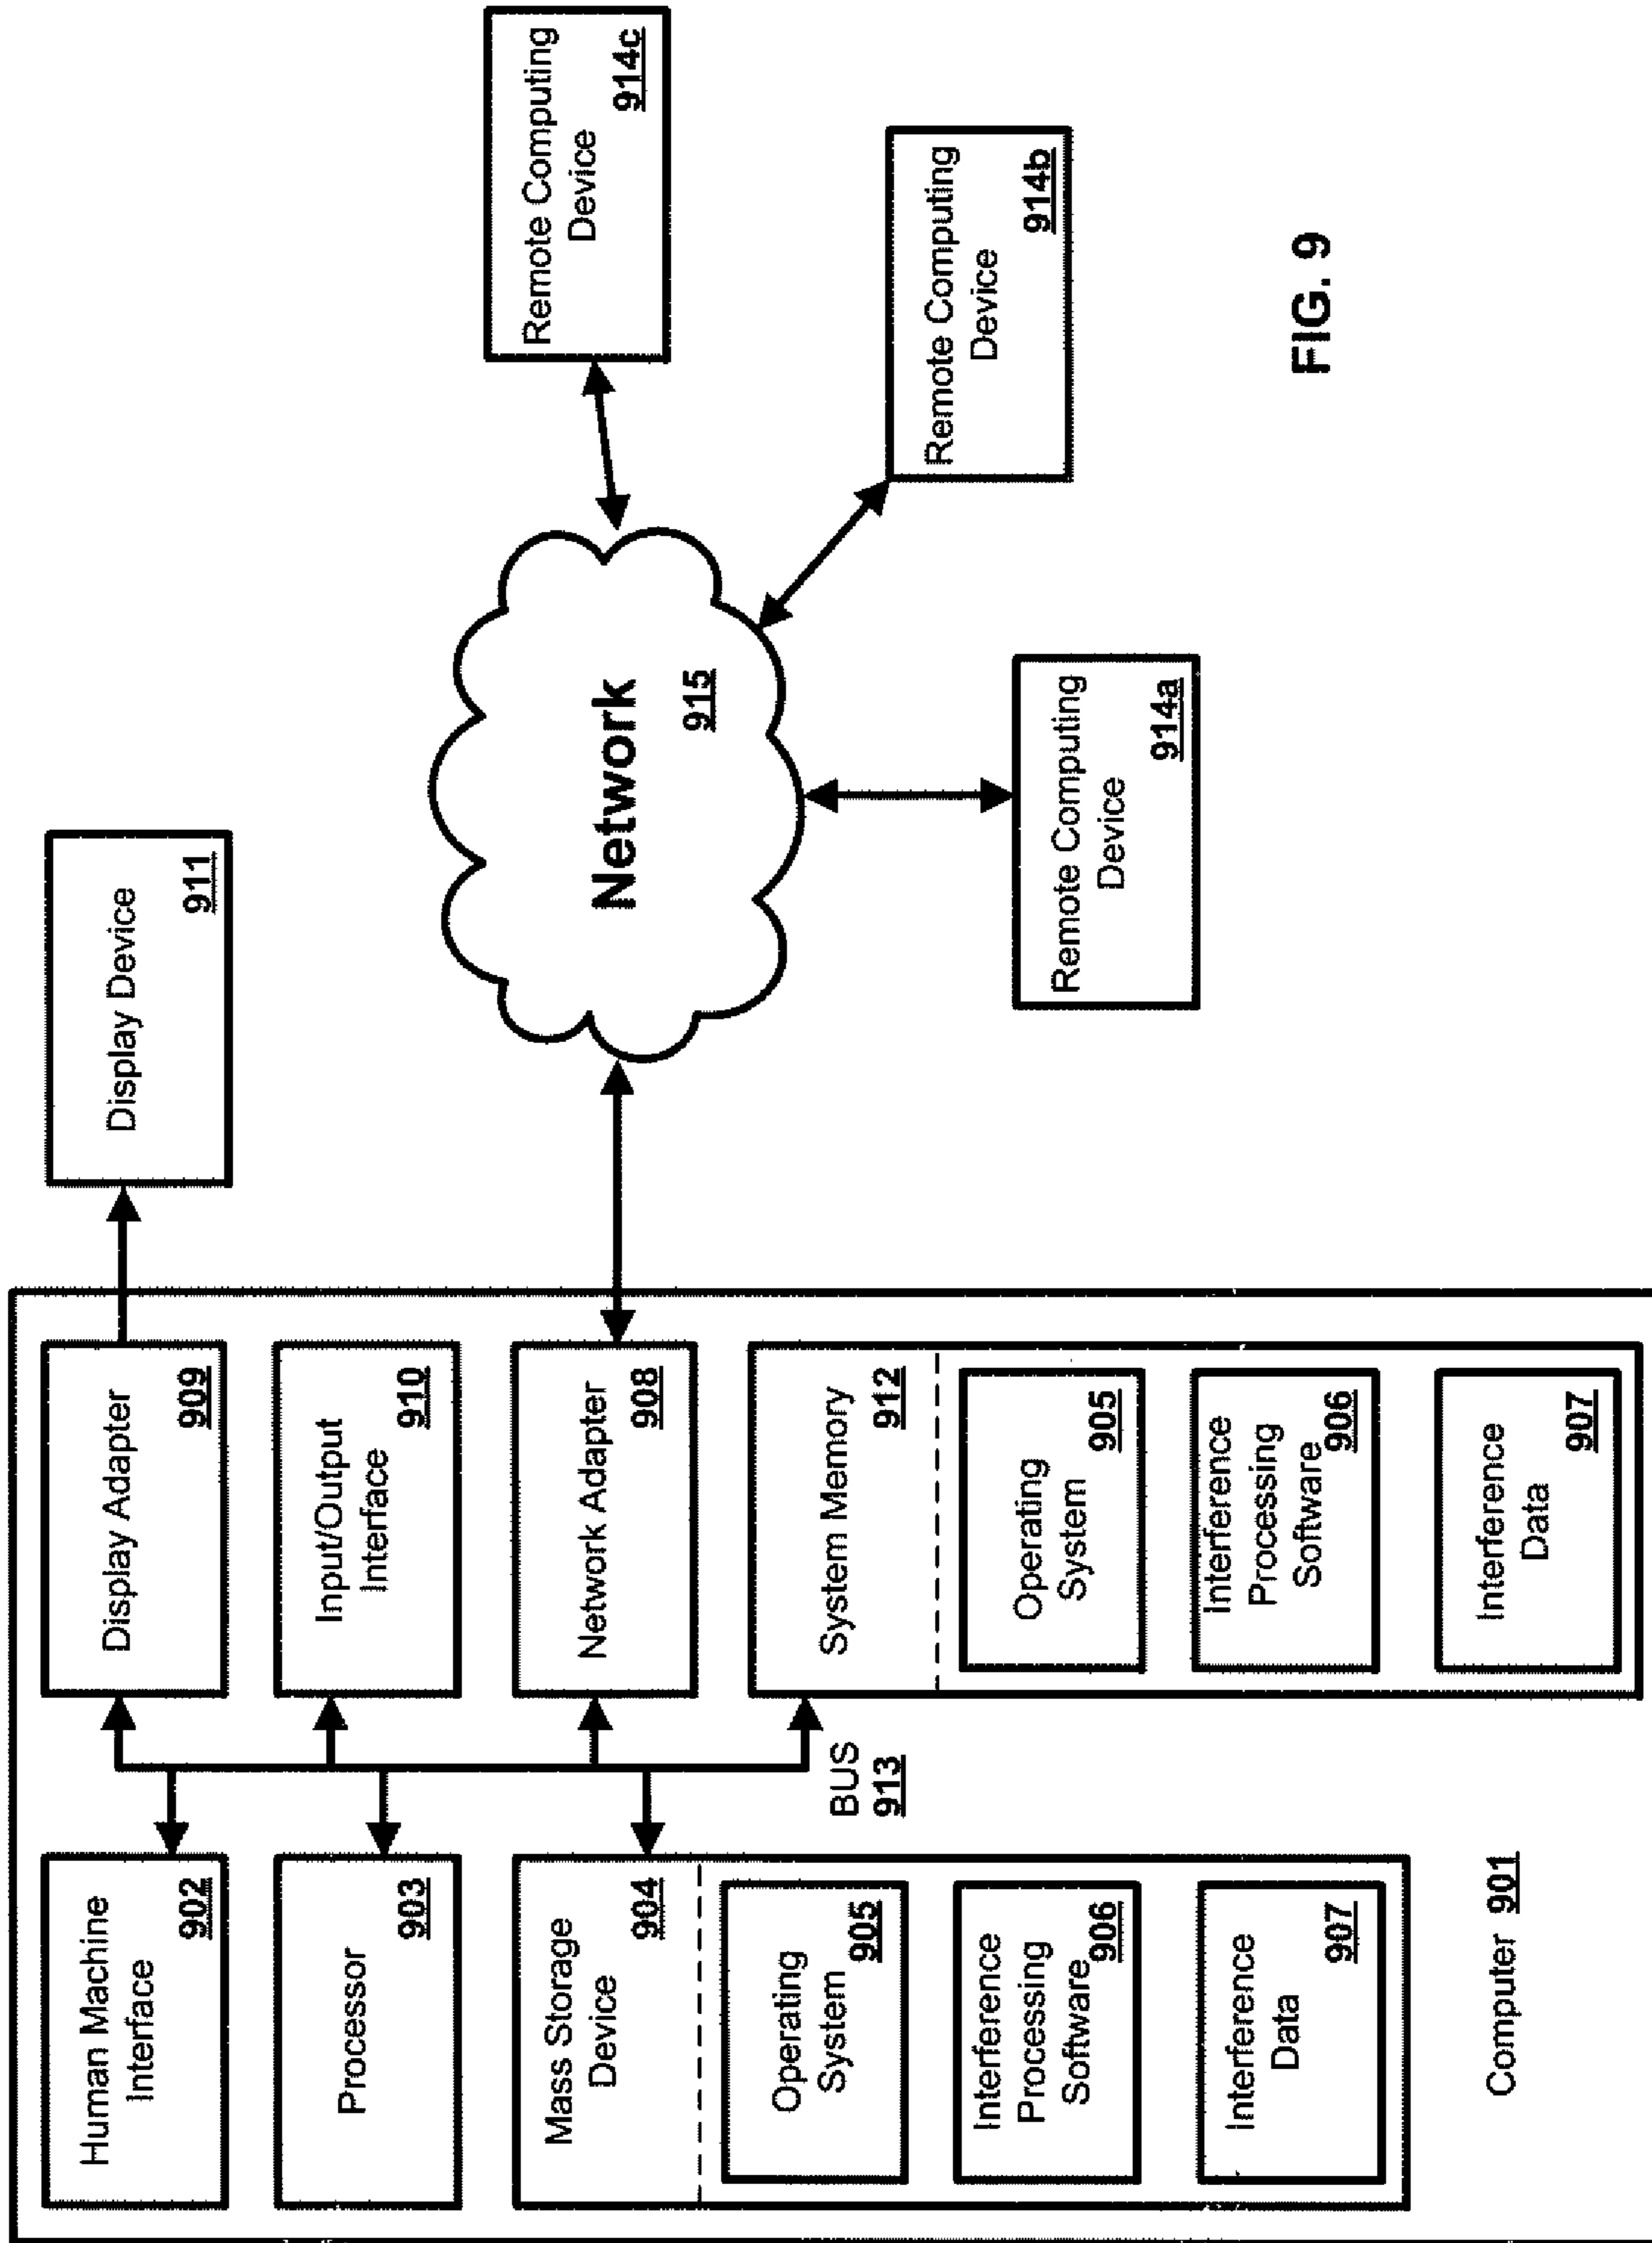 Human Machine
Interface
902
Processor
903
Mass Storage
Device
904
Operating
System
905
Interference
Processing
Software
906
Interference
Data
907
Computer 901
BUS
913
Display Adapter
909
Input/Output
Interface
910
Network Adapter
908
System Memory
912
Operating
System
905
Interference
Processing
Software
906
Interference
Data
907
Display Device
911
Network
915
Remote Computing
Device
914a
Remote Computing
Device
914b
Remote Computing
Device
914c
FIG. 9